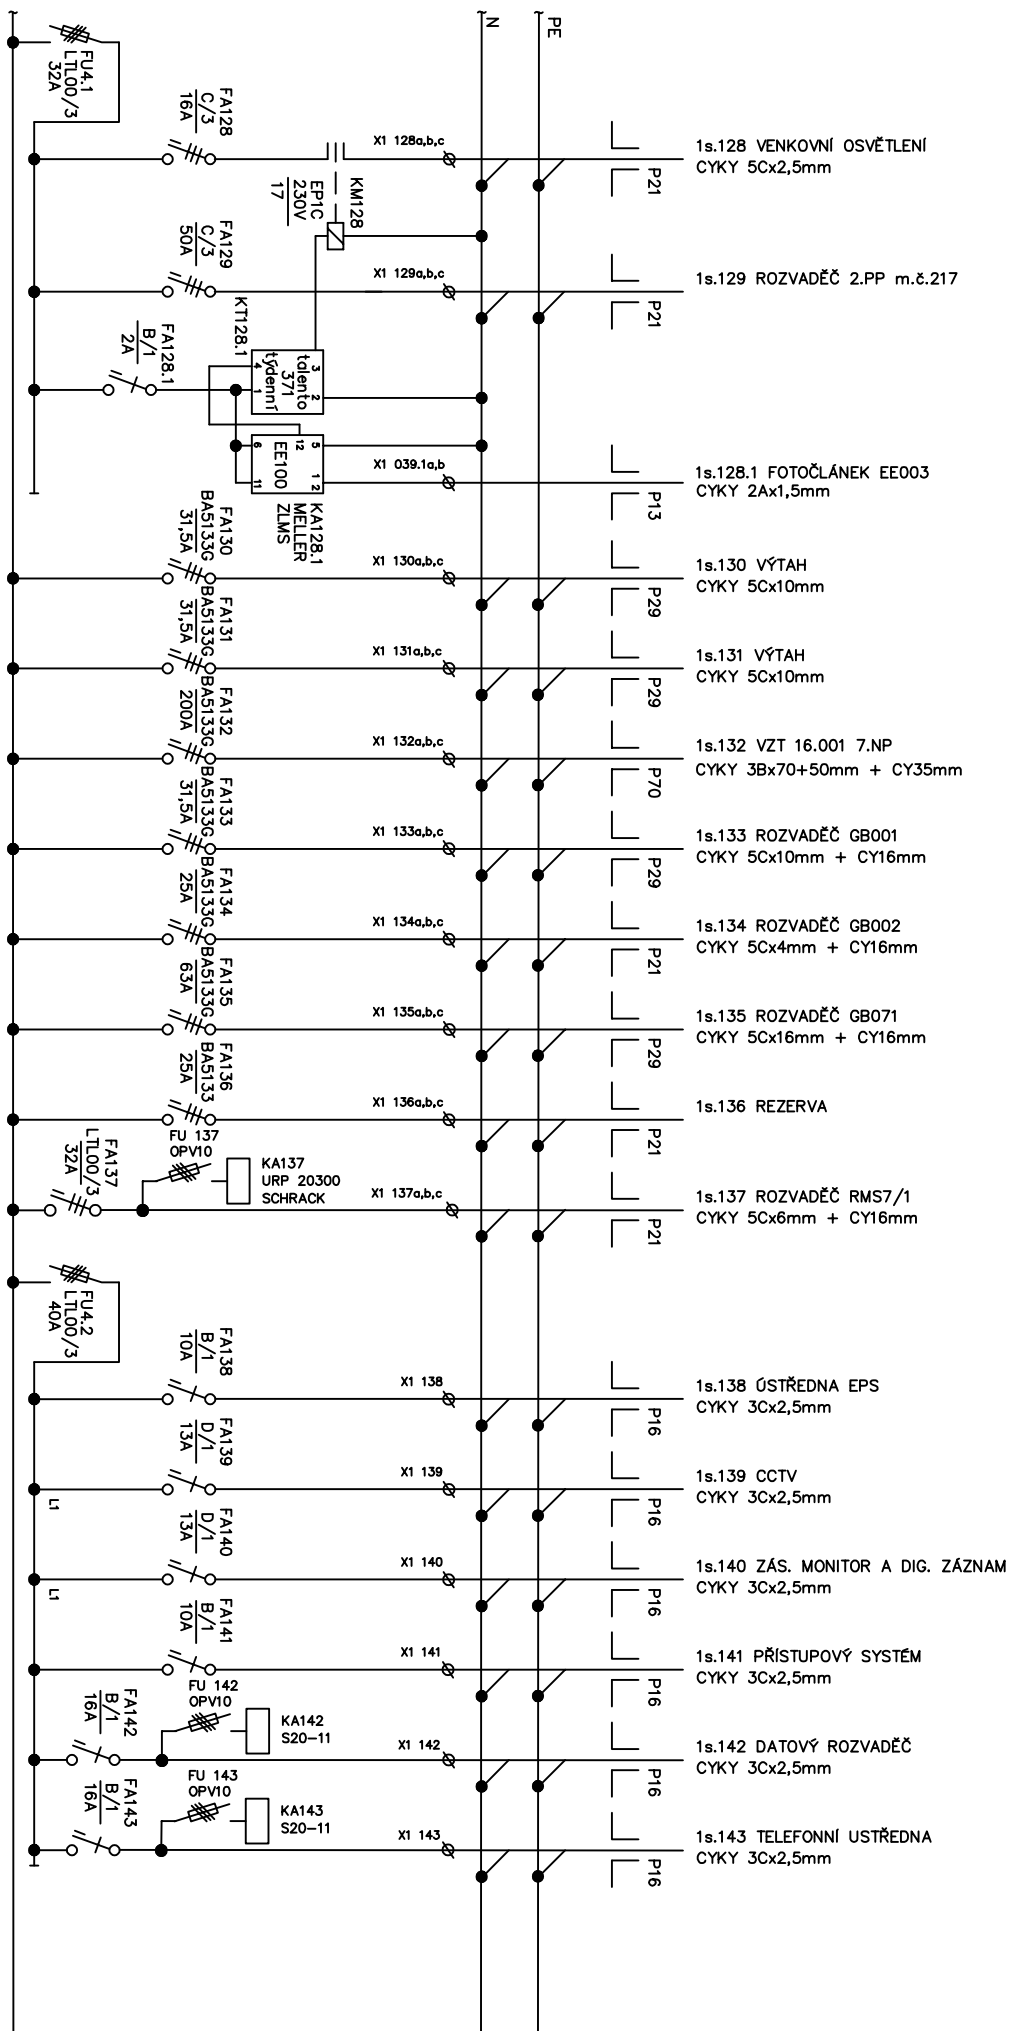 N
PE
FU4.1
LTL00/3
32A
FA128
C/3
16A
X1 128a,b,c
P21
1s.128 VENKOVNÍ OSVĚTLENÍ
CYKY 5Cx2,5mm
KM128
EP1C
230V
17
FA129
C/3
50A
X1 129a,b,c
P21
1s.129 ROZVADĚČ 2.PP m.č.217
KT128.1
3
2
talento
371
týdenní
4
1
FA128.1
B/1
2A
12
5
6
EE100
1
2
11
X1 039.1a,b
P13
1s.128.1 FOTOČLÁNEK EE003
CYKY 2Ax1,5mm
KA128.1
MELLER
ZLMS
FA130
BA5133G
31,5A
X1 130a,b,c
P29
1s.130 VÝTAH
CYKY 5Cx10mm
FA131
BA5133G
31,5A
X1 131a,b,c
P29
1s.131 VÝTAH
CYKY 5Cx10mm
FA132
BA5133G
200A
X1 132a,b,c
P70
1s.132 VZT 16.001 7.NP
CYKY 3Bx70+50mm + CY35mm
FA133
BA5133G
31,5A
X1 133a,b,c
P29
1s.133 ROZVADĚČ GB001
CYKY 5Cx10mm + CY16mm
FA134
BA5133G
25A
X1 134a,b,c
P21
1s.134 ROZVADĚČ GB002
CYKY 5Cx4mm + CY16mm
FA135
BA5133G
63A
X1 135a,b,c
P29
1s.135 ROZVADĚČ GB071
CYKY 5Cx16mm + CY16mm
FA136
BA5133
25A
X1 136a,b,c
P21
1s.136 REZERVA
FA137
LTL00/3
32A
FU 137
OPV10
KA137
URP 20300
SCHRACK
X1 137a,b,c
P21
1s.137 ROZVADĚČ RMS7/1
CYKY 5Cx6mm + CY16mm
FU4.2
LTL00/3
40A
FA138
B/1
10A
X1 138
P16
1s.138 ÚSTŘEDNA EPS
CYKY 3Cx2,5mm
FA139
D/1
13A
L1
X1 139
P16
1s.139 CCTV
CYKY 3Cx2,5mm
FA140
D/1
13A
L1
X1 140
P16
1s.140 ZÁS. MONITOR A DIG. ZÁZNAM
CYKY 3Cx2,5mm
FA141
B/1
10A
X1 141
P16
1s.141 PŘÍSTUPOVÝ SYSTÉM
CYKY 3Cx2,5mm
FA142
B/1
16A
FU 142
OPV10
KA142
S20-11
X1 142
P16
1s.142 DATOVÝ ROZVADĚČ
CYKY 3Cx2,5mm
FA143
B/1
16A
FU 143
OPV10
KA143
S20-11
X1 143
P16
1s.143 TELEFONNÍ USTŘEDNA
CYKY 3Cx2,5mm